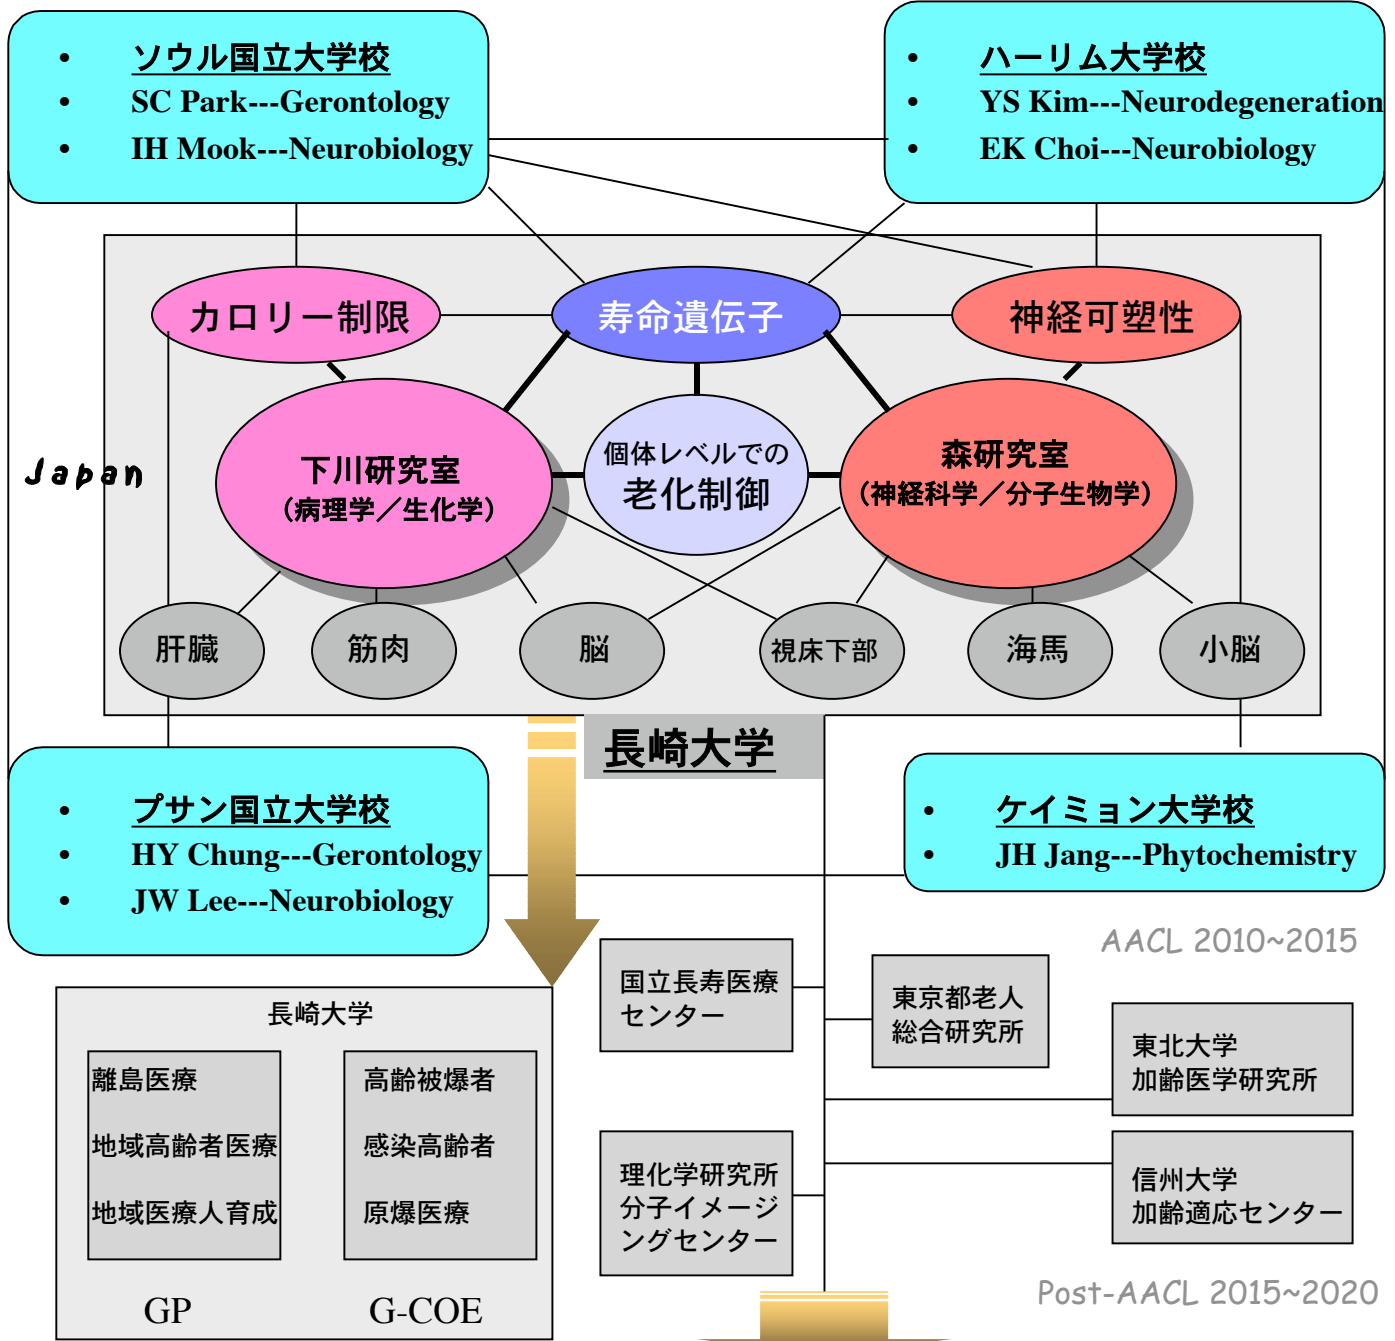 • ソウル国立大学校
• SC Park---Gerontology
• IH Mook---Neurobiology
• ハーリム大学校
• YS Kim---Neurodegeneration
• EK Choi---Neurobiology
カロリー制限
寿命遺伝子
神経可塑性
Japan
下川研究室
（病理学／生化学）
個体レベルでの
老化制御
森研究室
（神経科学／分子生物学）
肝臓
筋肉
脳
視床下部
海馬
小脳
長崎大学
• プサン国立大学校
• HY Chung---Gerontology
• JW Lee---Neurobiology
• ケイミョン大学校
• JH Jang---Phytochemistry
AACL 2010~2015
長崎大学
離島医療
地域高齢者医療
地域医療人育成
GP
高齢被爆者
感染高齢者
原爆医療
G-COE
国立長寿医療
センター
東京都老人
総合研究所
東北大学
加齢医学研究所
理化学研究所
分子イメージ
ングセンター
信州大学
加齢適応センター
Post-AACL 2015~2020